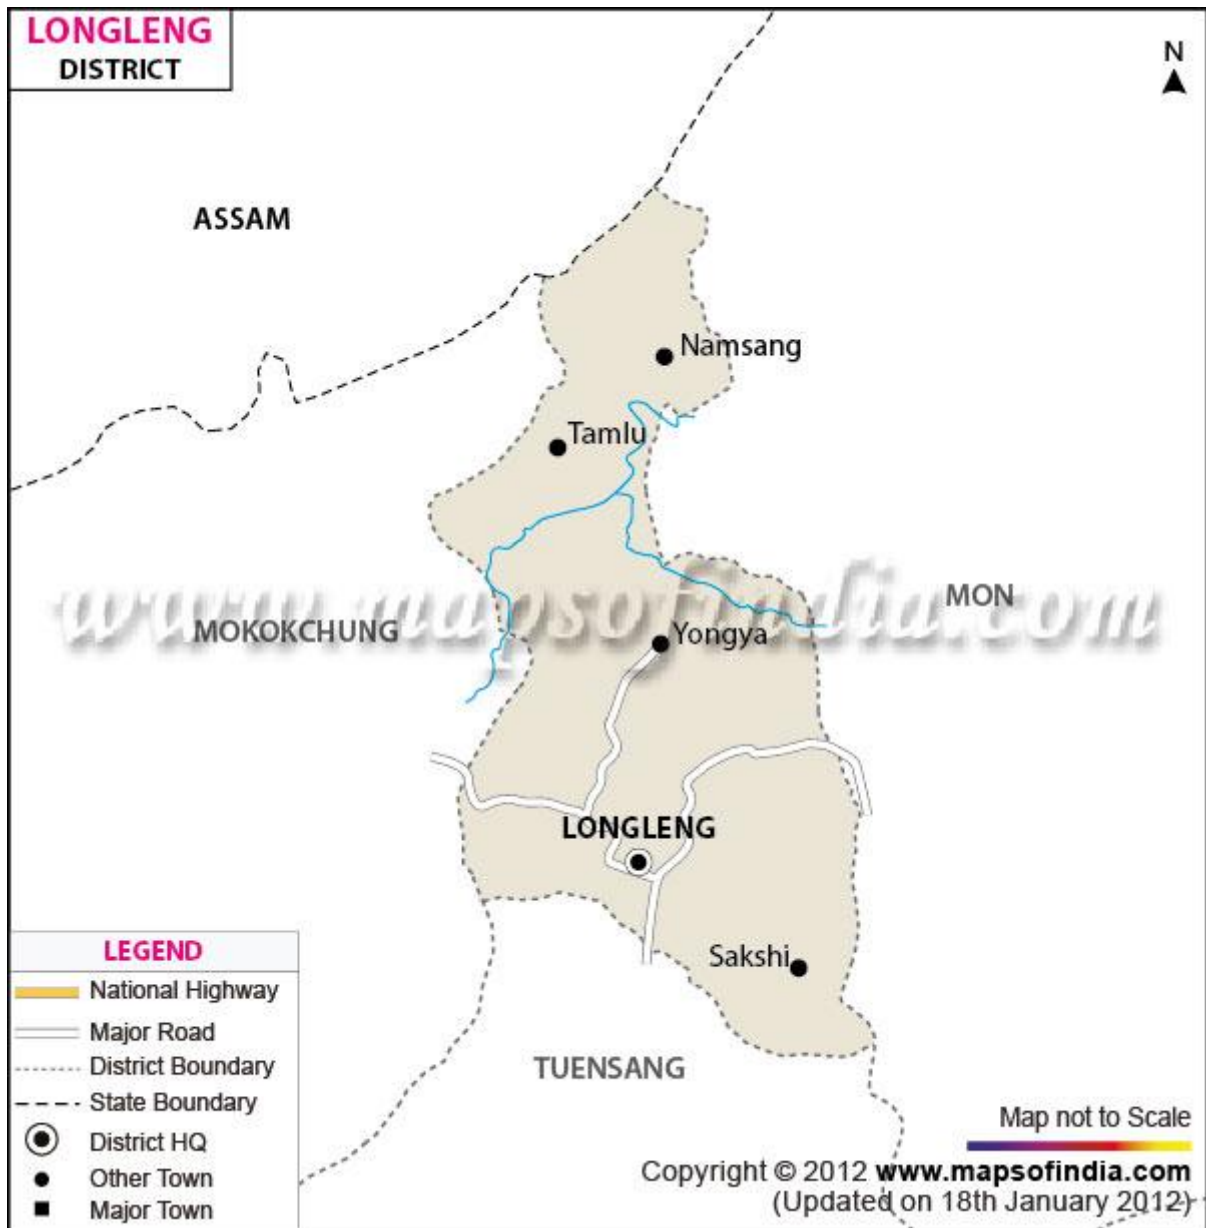 LONGLENG
DISTRICT
N
ASSAM
Namsang
Tamlu
www.mapsofindia.com
MON
MOKOKCHUNG
Yongya
LONGLENG
Sakshi
TUENSANG
LEGEND
National Highway
Major Road
District Boundary
State Boundary
District HQ
Other Town
Major Town
Map not to Scale
Copyright © 2012 www.mapsofindia.com
(Updated on 18th January 2012)